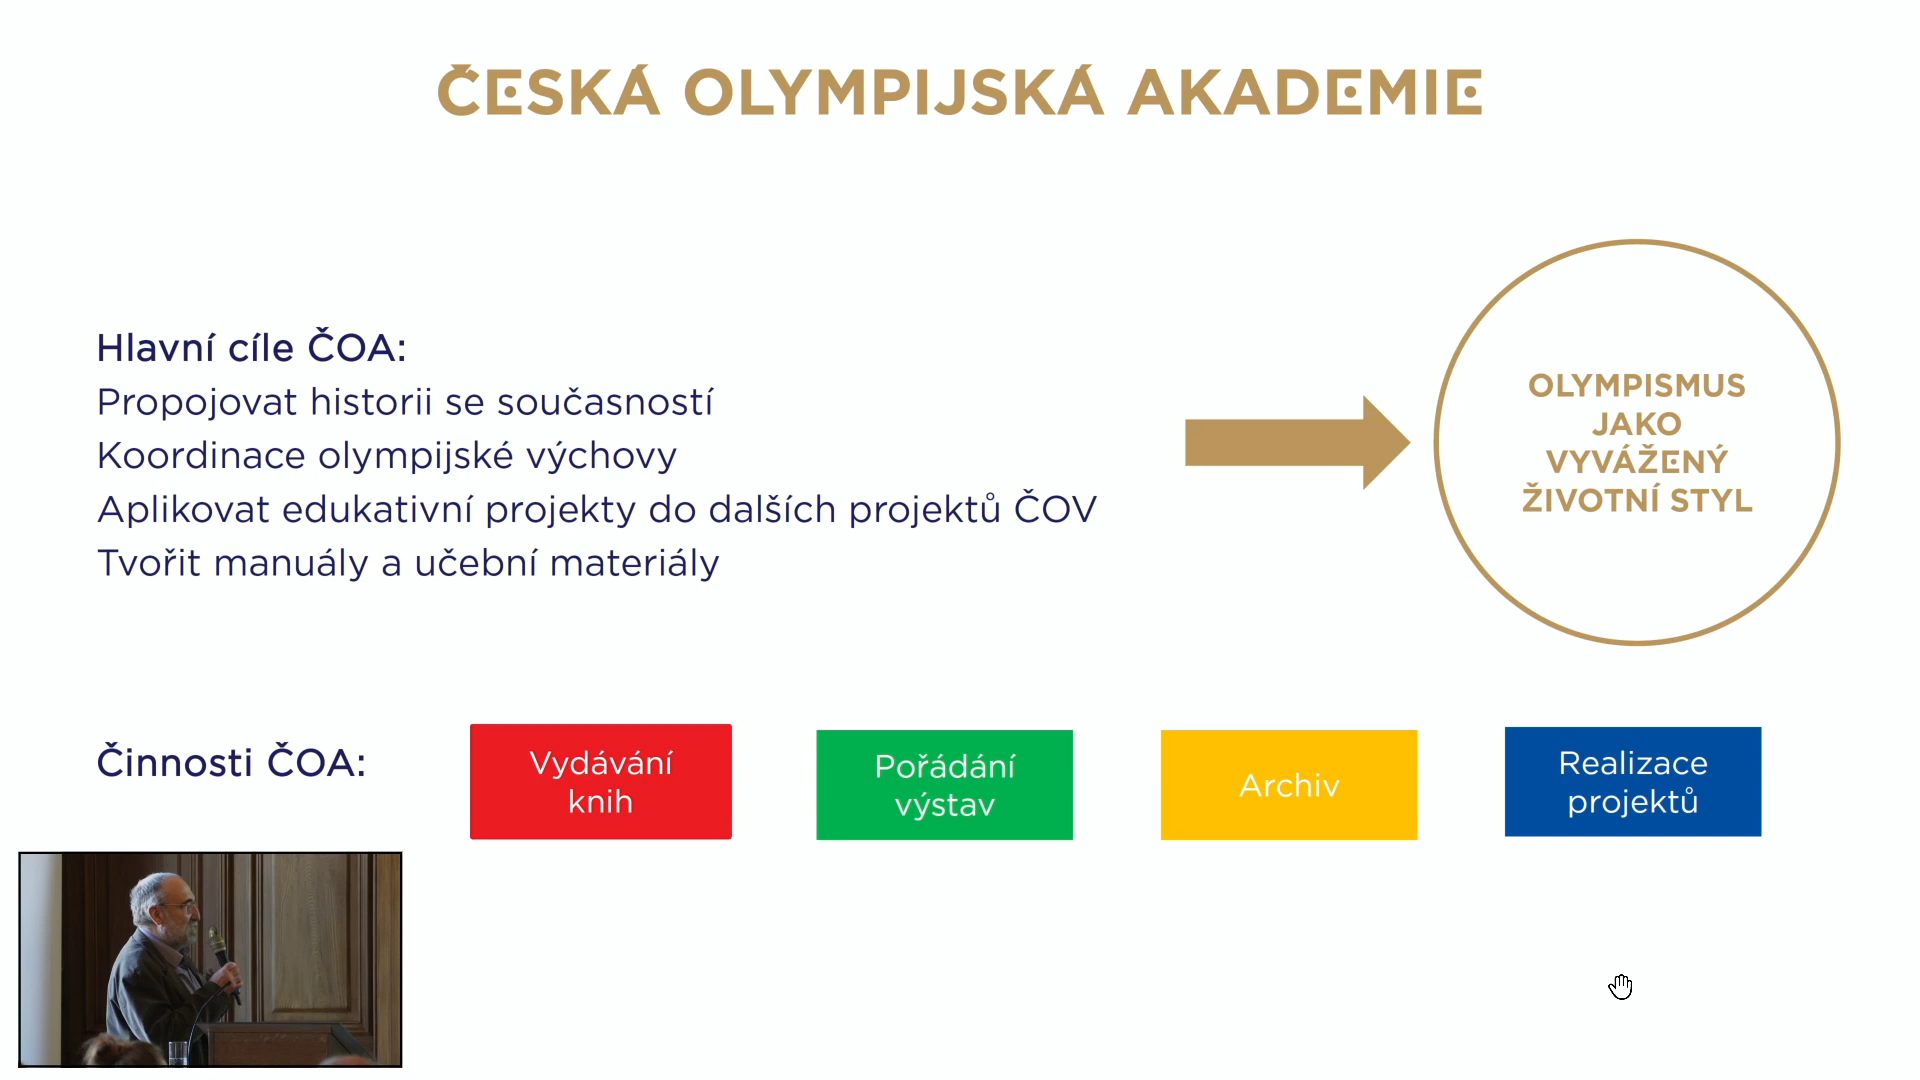 ČESKÁ OLYMPIJSKÁ AKADEMIE
Hlavní cíle ČOA:
Propojovat historii se současností
Koordinace olympijské výchovy
Aplikovat edukativní projekty do dalších projektů ČOV
Tvořit manuály a učební materiály
OLYMPISMUS
JAKO
VYVÁŽENÝ
ŽIVOTNÍ STYL
Činnosti ČOA:
Vydávání
knih
Pořádání
výstav
Archiv
Realizace
projektů